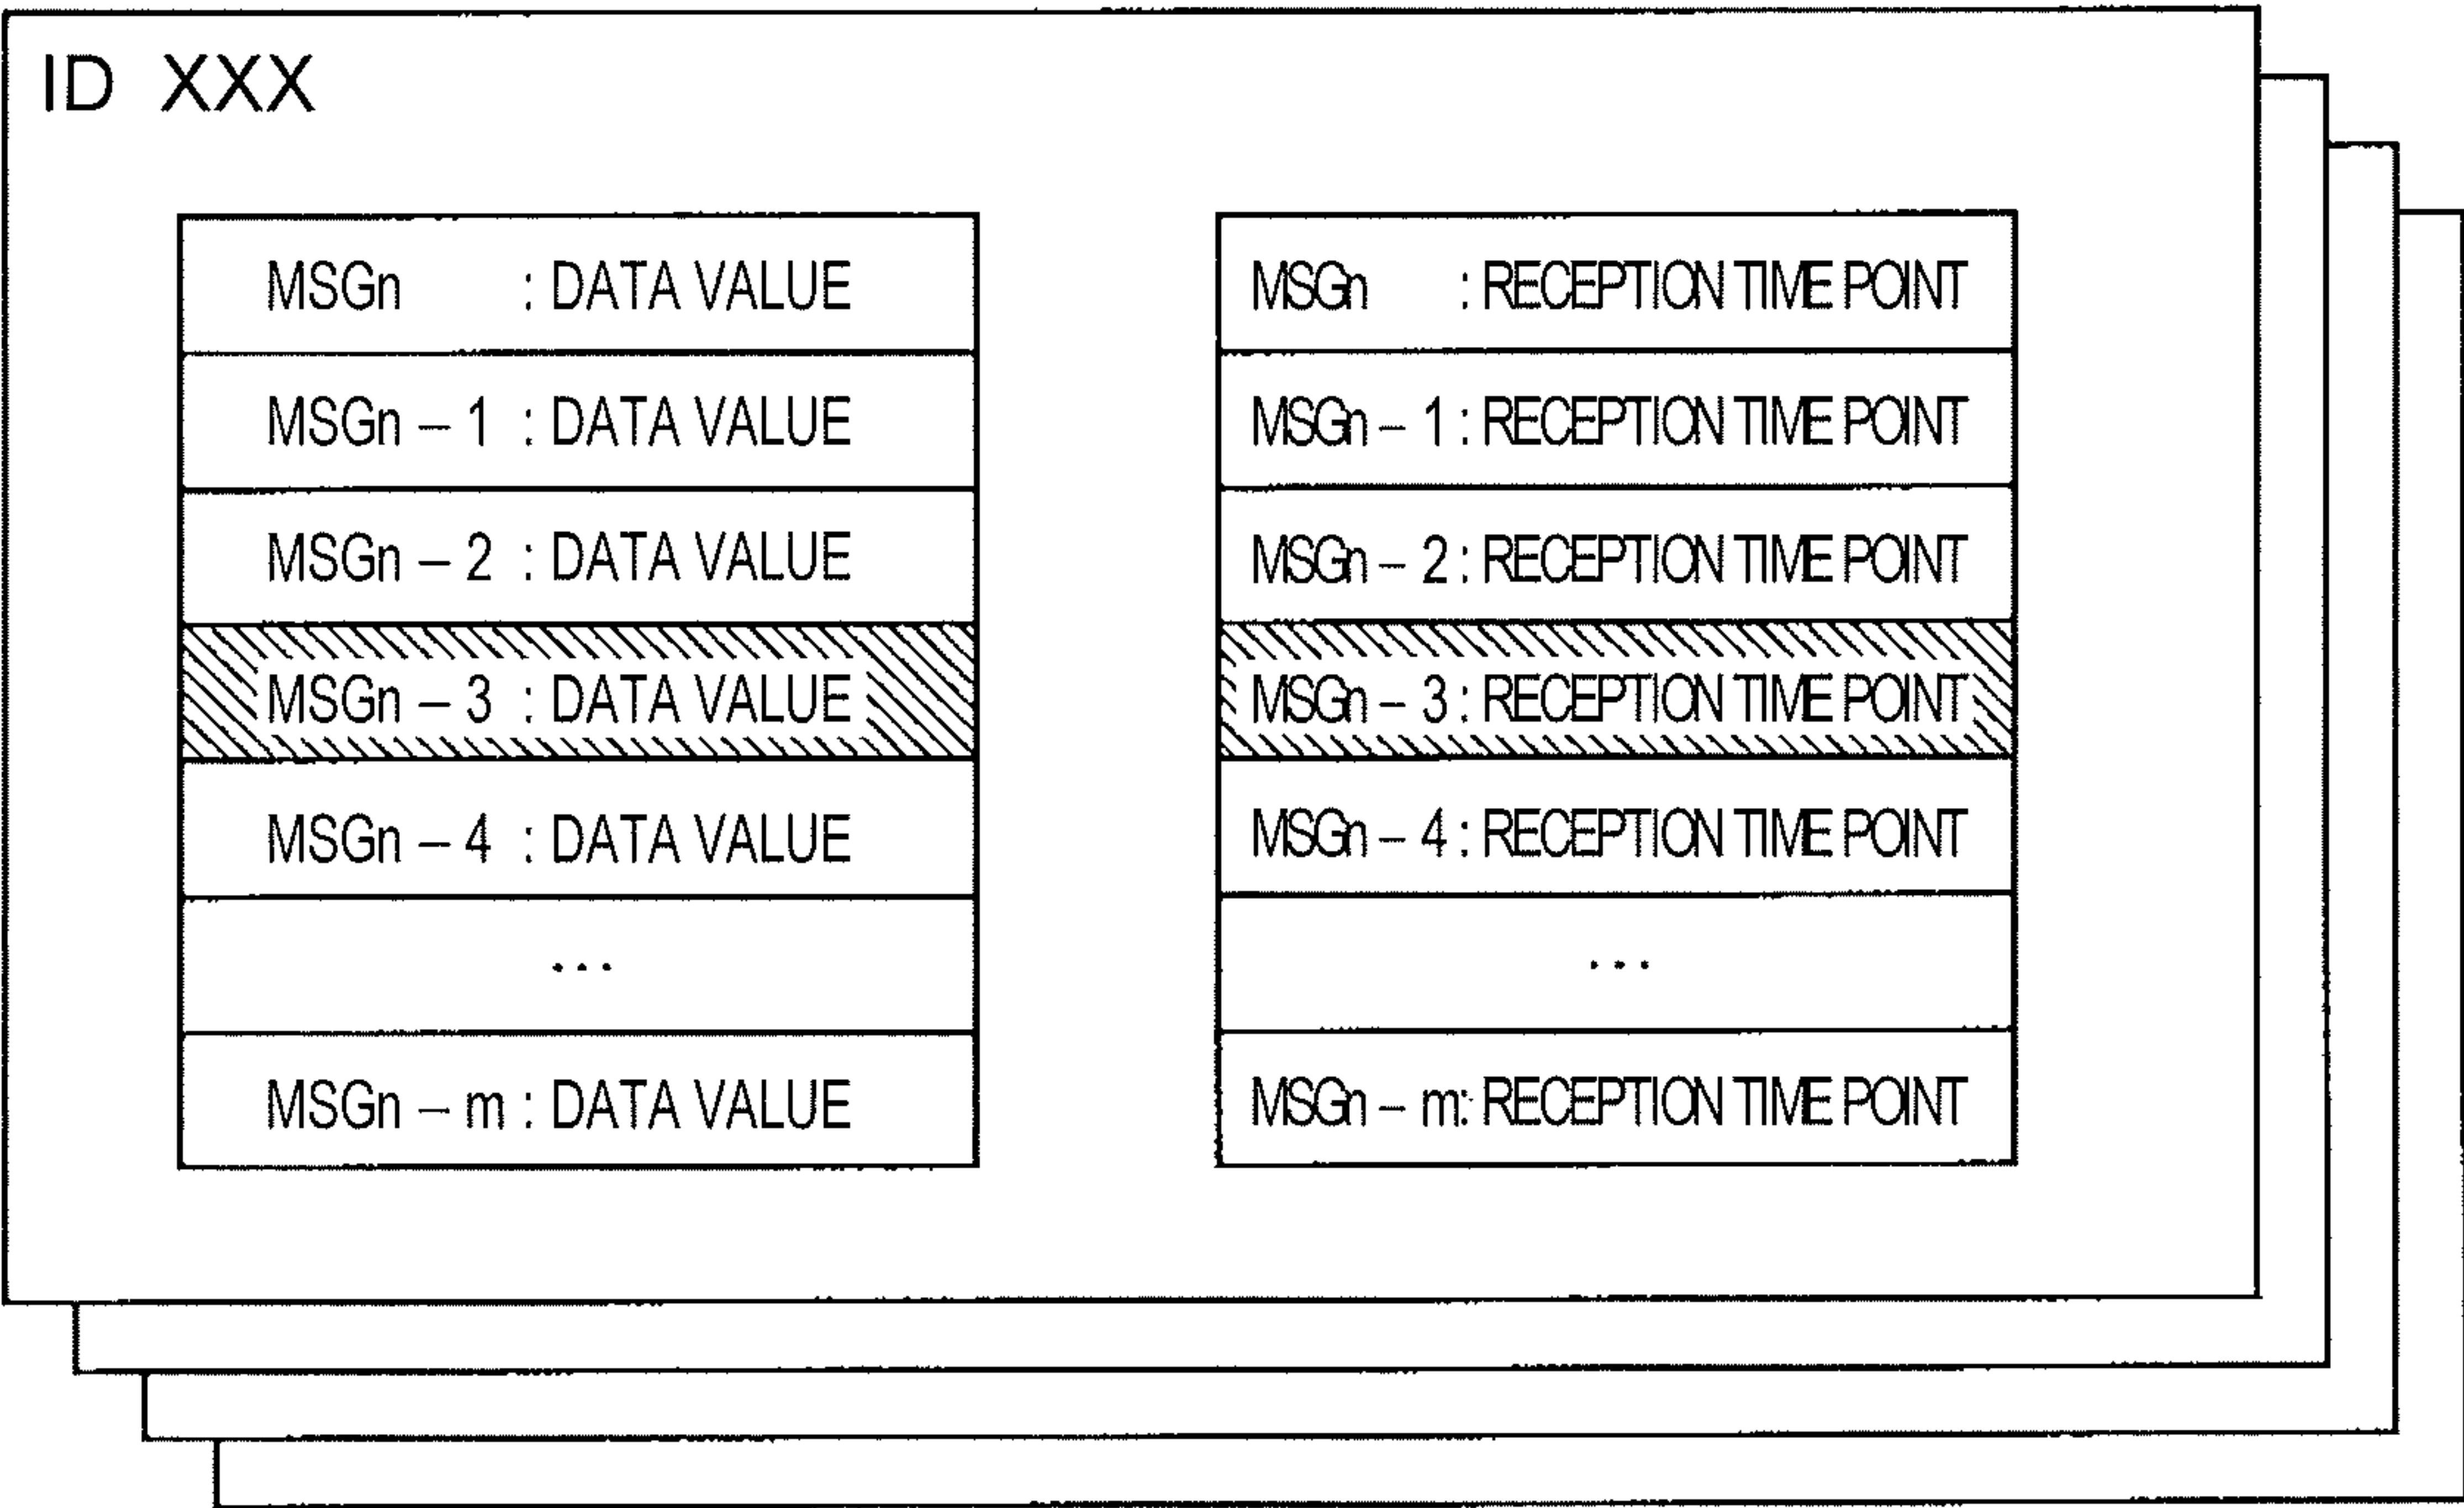 ID XXX
MSGn : DATA VALUE
MSGn – 1 : DATA VALUE
MSGn – 2 : DATA VALUE
MSGn – 3 : DATA VALUE
MSGn – 4 : DATA VALUE
...
MSGn – m : DATA VALUE
MSGn : RECEPTION TIME POINT
MSGn – 1 : RECEPTION TIME POINT
MSGn – 2 : RECEPTION TIME POINT
MSGn – 3 : RECEPTION TIME POINT
MSGn – 4 : RECEPTION TIME POINT
...
MSGn – m: RECEPTION TIME POINT